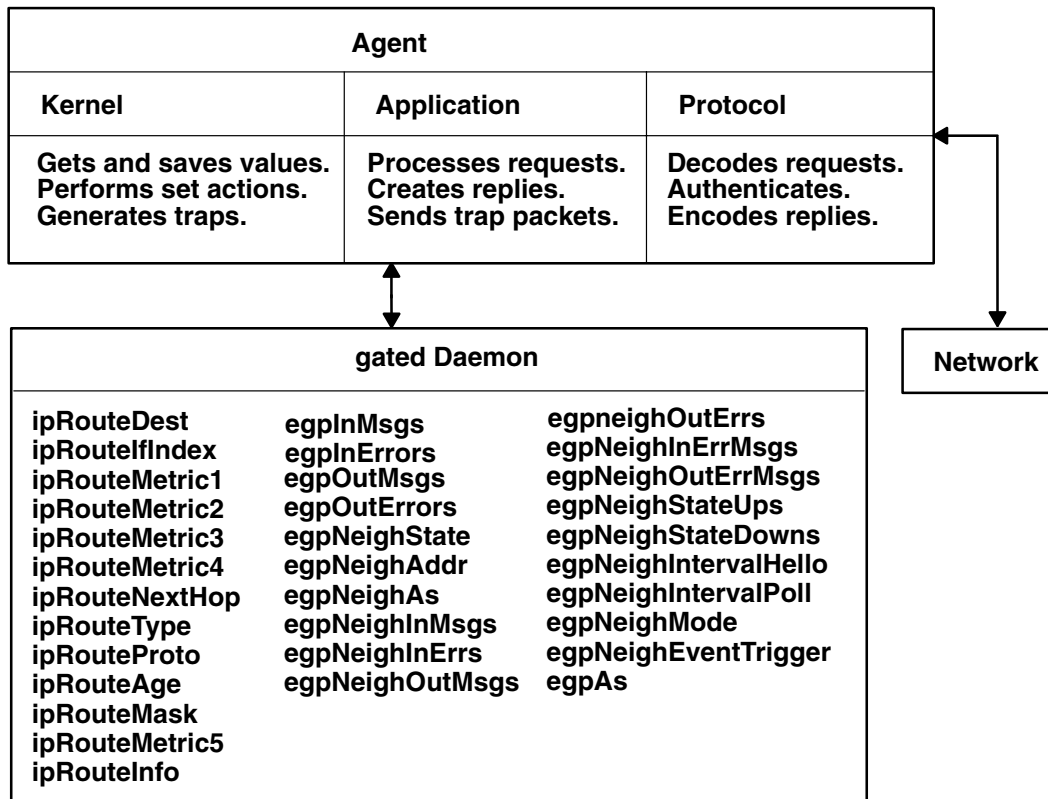 Agent
Kernel
Application
Protocol
Gets and saves values.
Performs set actions.
Generates traps.
Processes requests.
Creates replies.
Sends trap packets.
Decodes requests.
Authenticates.
Encodes replies.
Network
gated Daemon
ipRouteDest
ipRouteIfIndex
ipRouteMetric1
ipRouteMetric2
ipRouteMetric3
ipRouteMetric4
ipRouteNextHop
ipRouteType
ipRouteProto
ipRouteAge
ipRouteMask
ipRouteMetric5
ipRouteInfo
egpInMsgs
egpInErrors
egpOutMsgs
egpOutErrors
egpNeighState
egpNeighAddr
egpNeighAs
egpNeighInMsgs
egpNeighInErrs
egpNeighOutMsgs
egpneighOutErrs
egpNeighInErrMsgs
egpNeighOutErrMsgs
egpNeighStateUps
egpNeighStateDowns
egpNeighIntervalHello
egpNeighIntervalPoll
egpNeighMode
egpNeighEventTrigger
egpAs